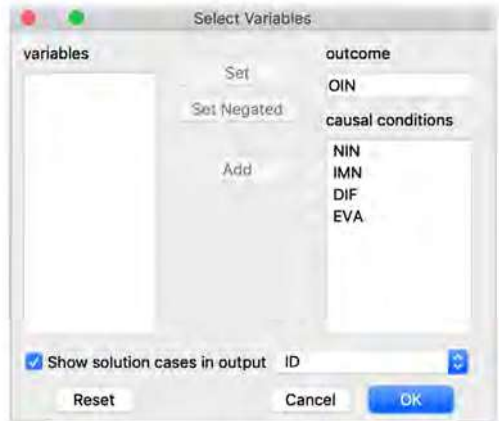 Select Variables
variables
outcome
Set
OIN
Set Negated
causal conditions
NIN
Add
IMN
DIF
EVA
Show solution cases in output ID
Reset
Cancel
OK